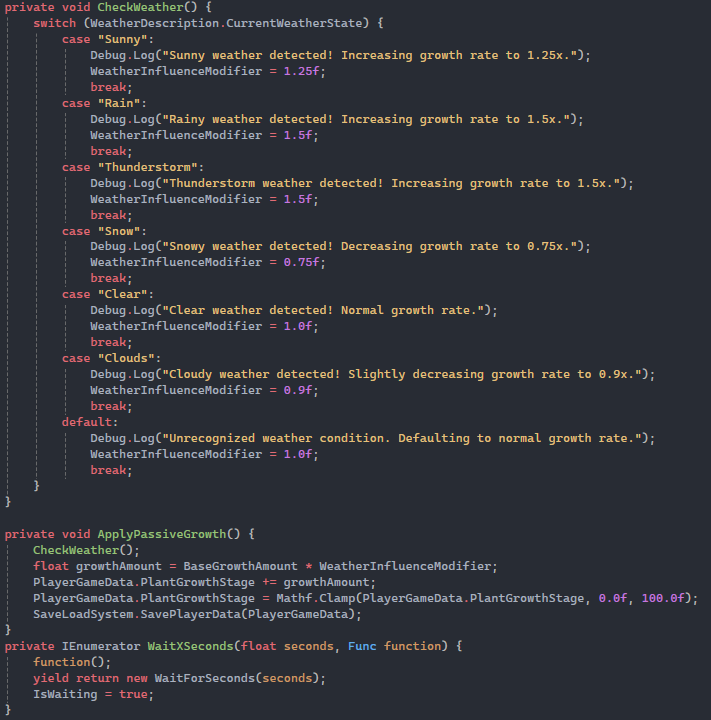 private void CheckWeather() {
switch (WeatherDescription.CurrentWeatherState) {
case "Sunny":
Debug.Log("Sunny weather detected! Increasing growth rate to 1.25x.");
WeatherInfluenceModifier = 1.25f;
break;
case "Rain":
Debug.Log("Rainy weather detected! Increasing growth rate to 1.5x.");
WeatherInfluenceModifier = 1.5f;
break;
case "Thunderstorm":
Debug.Log("Thunderstorm weather detected! Increasing growth rate to 1.5x.");
WeatherInfluenceModifier = 1.5f;
break;
case "Snow":
Debug.Log("Snowy weather detected! Decreasing growth rate to 0.75x.");
WeatherInfluenceModifier = 0.75f;
break;
case "Clear":
Debug.Log("Clear weather detected! Normal growth rate.");
WeatherInfluenceModifier = 1.0f;
break;
case "Clouds":
Debug.Log("Cloudy weather detected! Slightly decreasing growth rate to 0.9x.");
WeatherInfluenceModifier = 0.9f;
break;
default:
Debug.Log("Unrecognized weather condition. Defaulting to normal growth rate.");
WeatherInfluenceModifier = 1.0f;
break;
}
}
private void ApplyPassiveGrowth() {
CheckWeather();
float growthAmount = BaseGrowthAmount * WeatherInfluenceModifier;
PlayerGameData.PlantGrowthStage += growthAmount;
PlayerGameData.PlantGrowthStage = Mathf.Clamp(PlayerGameData.PlantGrowthStage, 0.0f, 100.0f);
SaveLoadSystem.SavePlayerData(PlayerGameData);
}
private IEnumerator WaitXSeconds(float seconds, Func function) {
function();
yield return new WaitForSeconds(seconds);
IsWaiting = true;
}